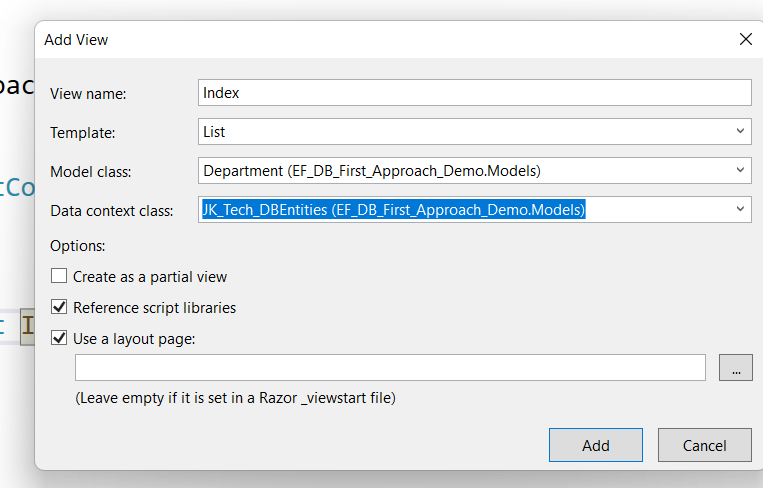 Add View
View name:
Index
Template:
List
Model class:
Department (EF_DB_First_Approach_Demo.Models)
Data context class:
JK_Tech_DBEntities (EF_DB_First_Approach_Demo.Models)
Options:
Create as a partial view
Reference script libraries
Use a layout page:
...
(Leave empty if it is set in a Razor _viewstart file)
Add
Cancel